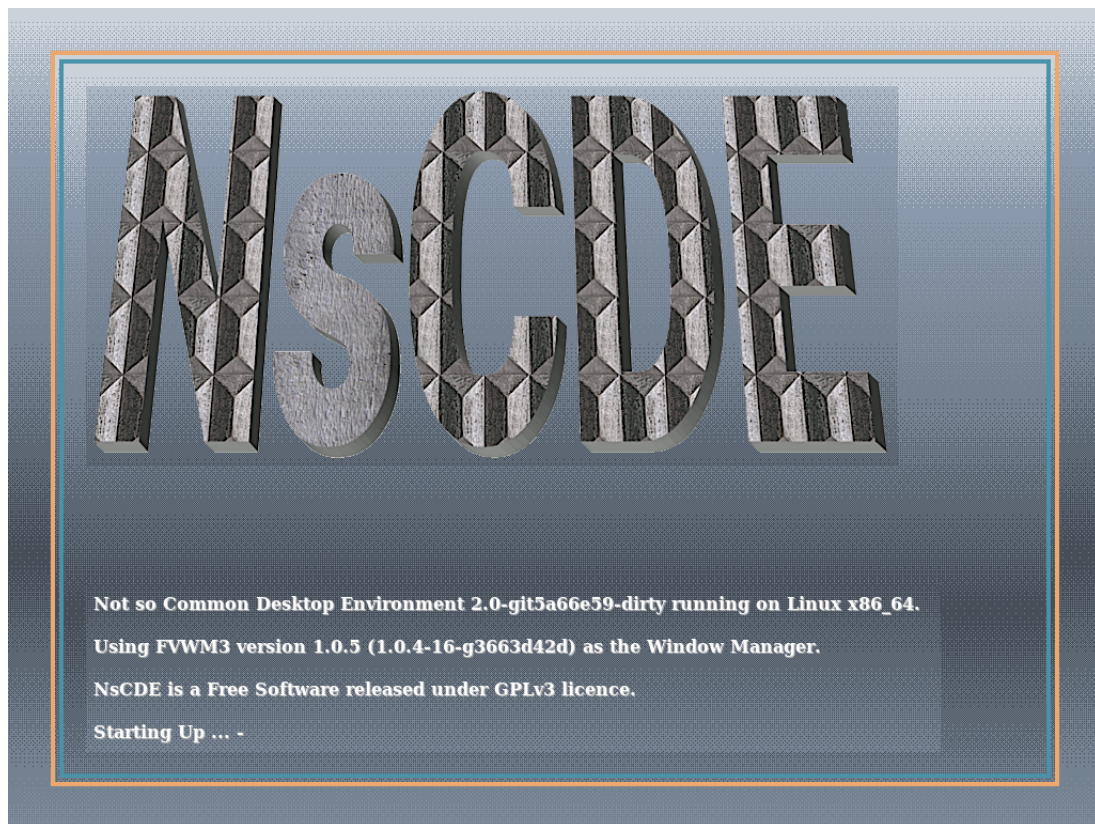 NsCDE
Not so Common Desktop Environment 2.0-git5a66e59-dirty running on Linux x86_64.
Using FVWM3 version 1.0.5 (1.0.4-16-g3663d42d) as the Window Manager.
NsCDE is a Free Software released under GPLv3 licence.
Starting Up ... -